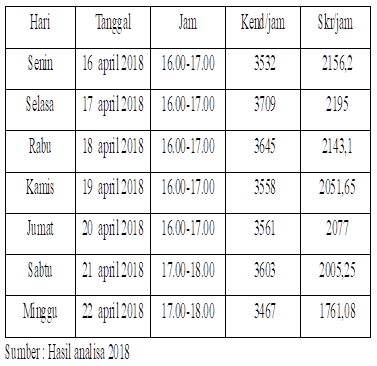 Hari Tanggal Jam Kend/jam Skr/jam
Senin 16 april 2018 16.00-17.00 3532 2156,2
Selasa 17 april 2018 16.00-17.00 3709 2195
Rabu 18 april 2018 16.00-17.00 3645 2143,1
Kamis 19 april 2018 16.00-17.00 3558 2051,65
Jumat 20 april 2018 16.00-17.00 3561 2077
Sabtu 21 april 2018 17.00-18.00 3603 2005,25
Minggu 22 april 2018 17.00-18.00 3467 1761,08
Sumber : Hasil analisa 2018